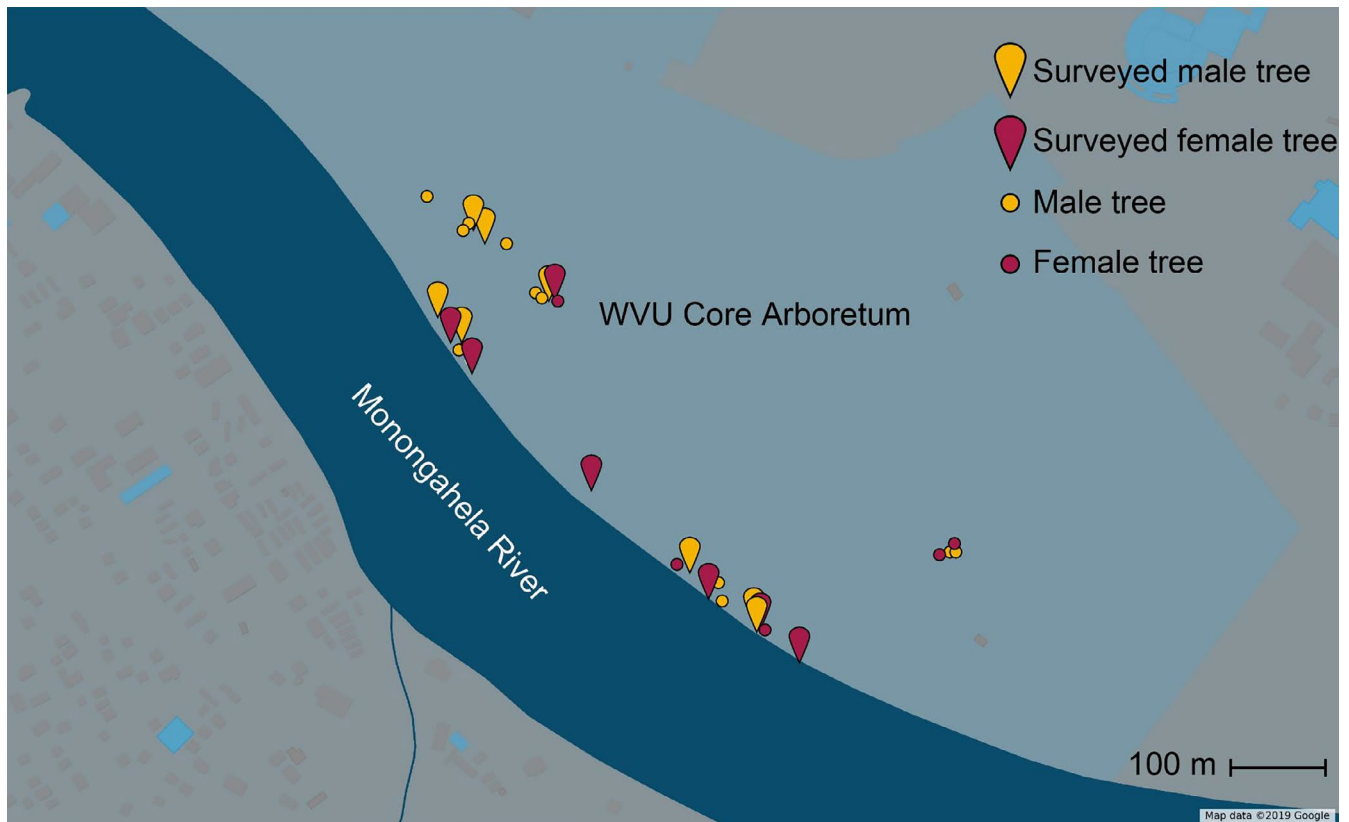 Surveyed male tree
Surveyed female tree
Male tree
Female tree
WVU Core Arboretum
Monongahela River
100 m
Map data ©2019 Google